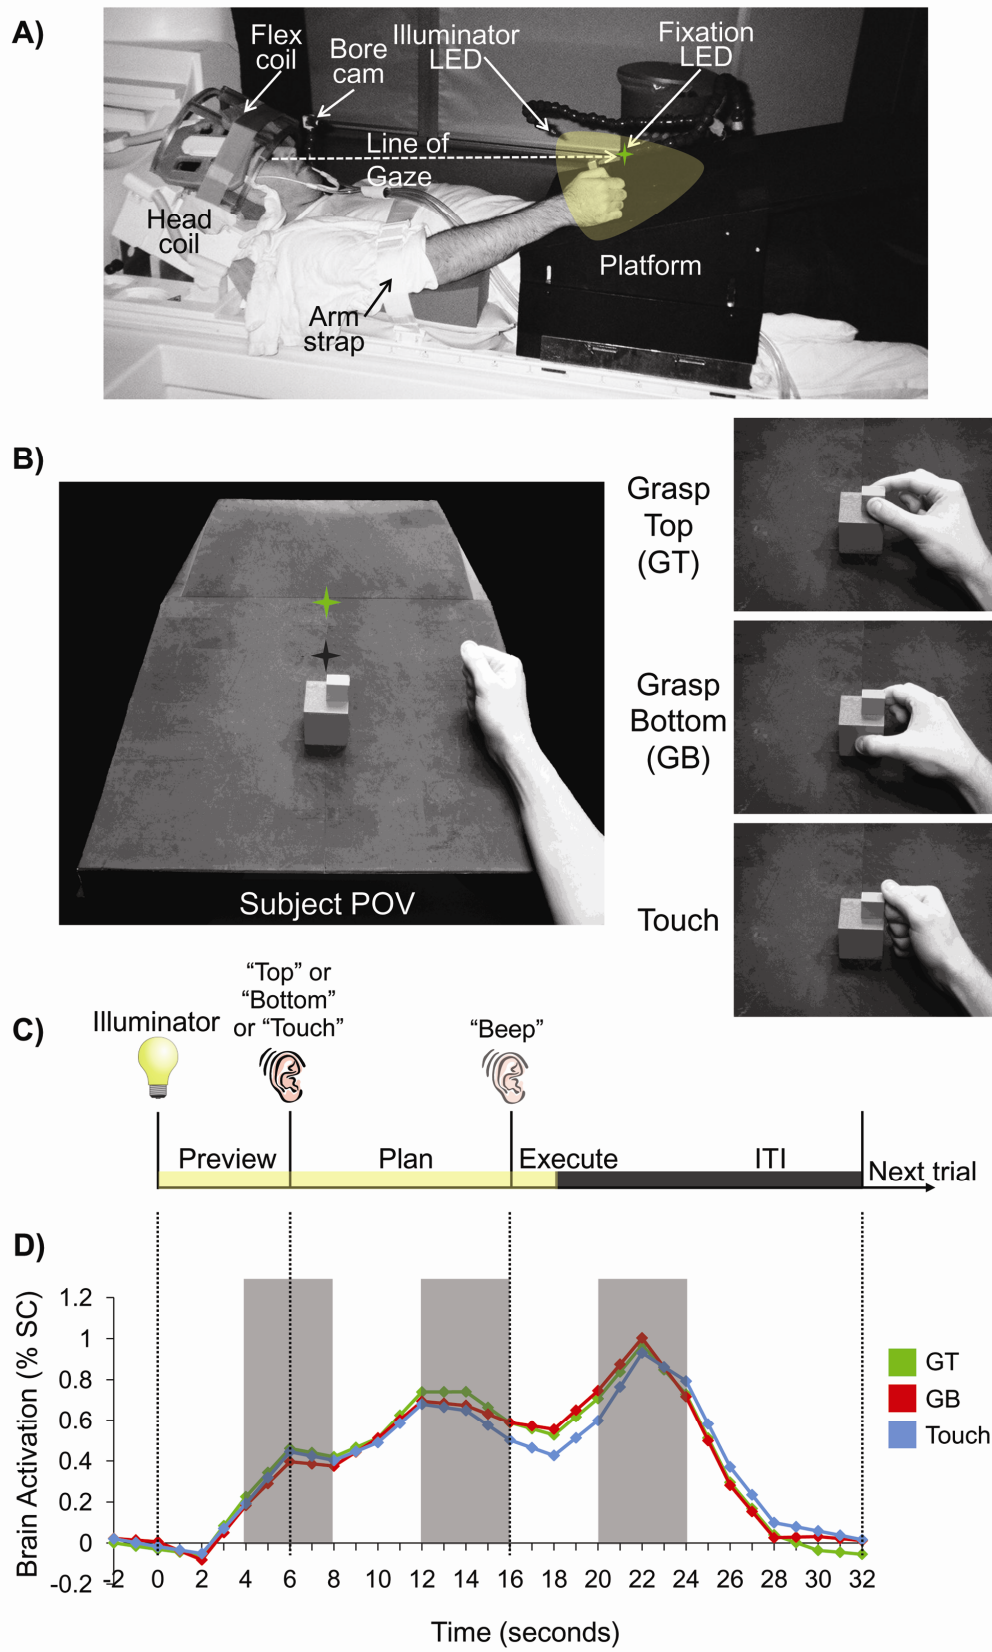 A)
Flex
coil
Bore
cam
Illuminator
LED
Fixation
LED
Line of
Gaze
Head
coil
Platform
Arm
strap
B)
Subject POV
Grasp
Top
(GT)
Grasp
Bottom
(GB)
Touch
C)
Illuminator
“Top” or
“Bottom”
or “Touch”
“Beep”
Preview
Plan
Execute
ITI
Next trial
D)
Brain Activation (% SC)
1.2
1
0.8
0.6
0.4
0.2
0
-0.2
-2 0 2 4 6 8 10 12 14 16 18 20 22 24 26 28 30 32
Time (seconds)
GT
GB
Touch